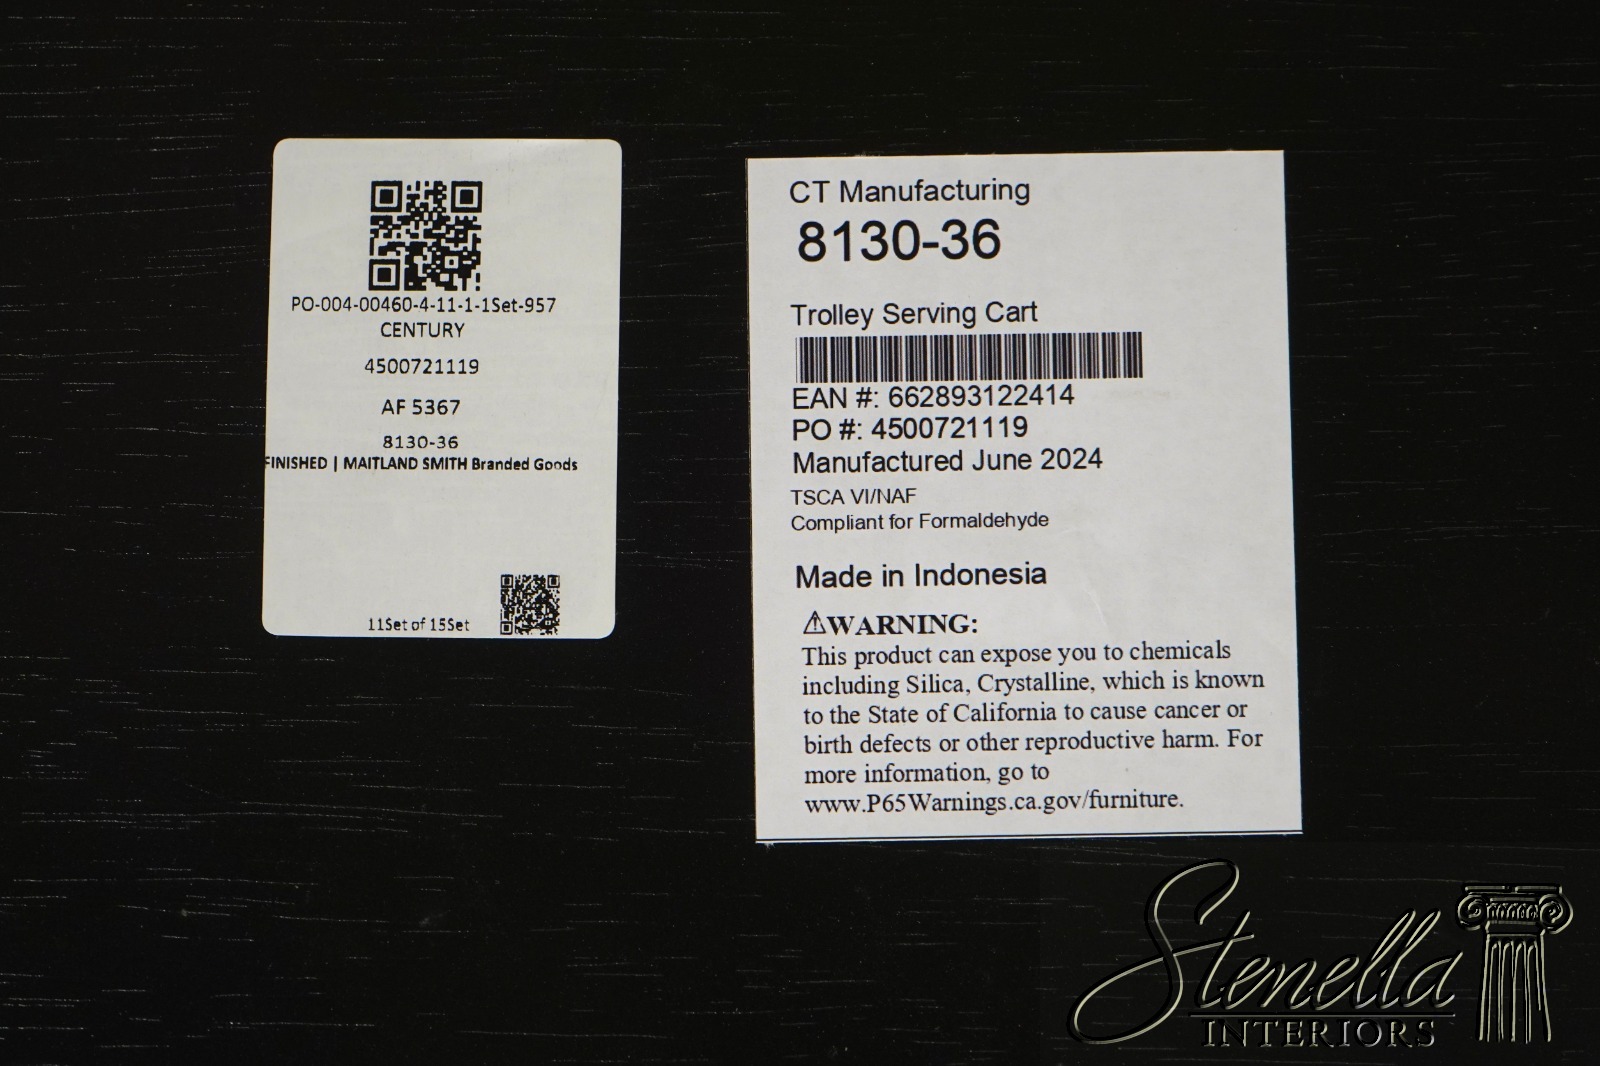 PO-004-00460-4-11-1-1Set-957
CENTURY
4500721119
AF 5367
8130-36
FINISHED | MAITLAND SMITH Branded Goods
11Set of 15Set
CT Manufacturing
8130-36
Trolley Serving Cart
EAN #: 662893122414
PO #: 4500721119
Manufactured June 2024
TSCA VI/NAF
Compliant for Formaldehyde
Made in Indonesia
⚠WARNING:
This product can expose you to chemicals
including Silica, Crystalline, which is known
to the State of California to cause cancer or
birth defects or other reproductive harm. For
more information, go to
www.P65Warnings.ca.gov/furniture.
Stenella
INTERIORS